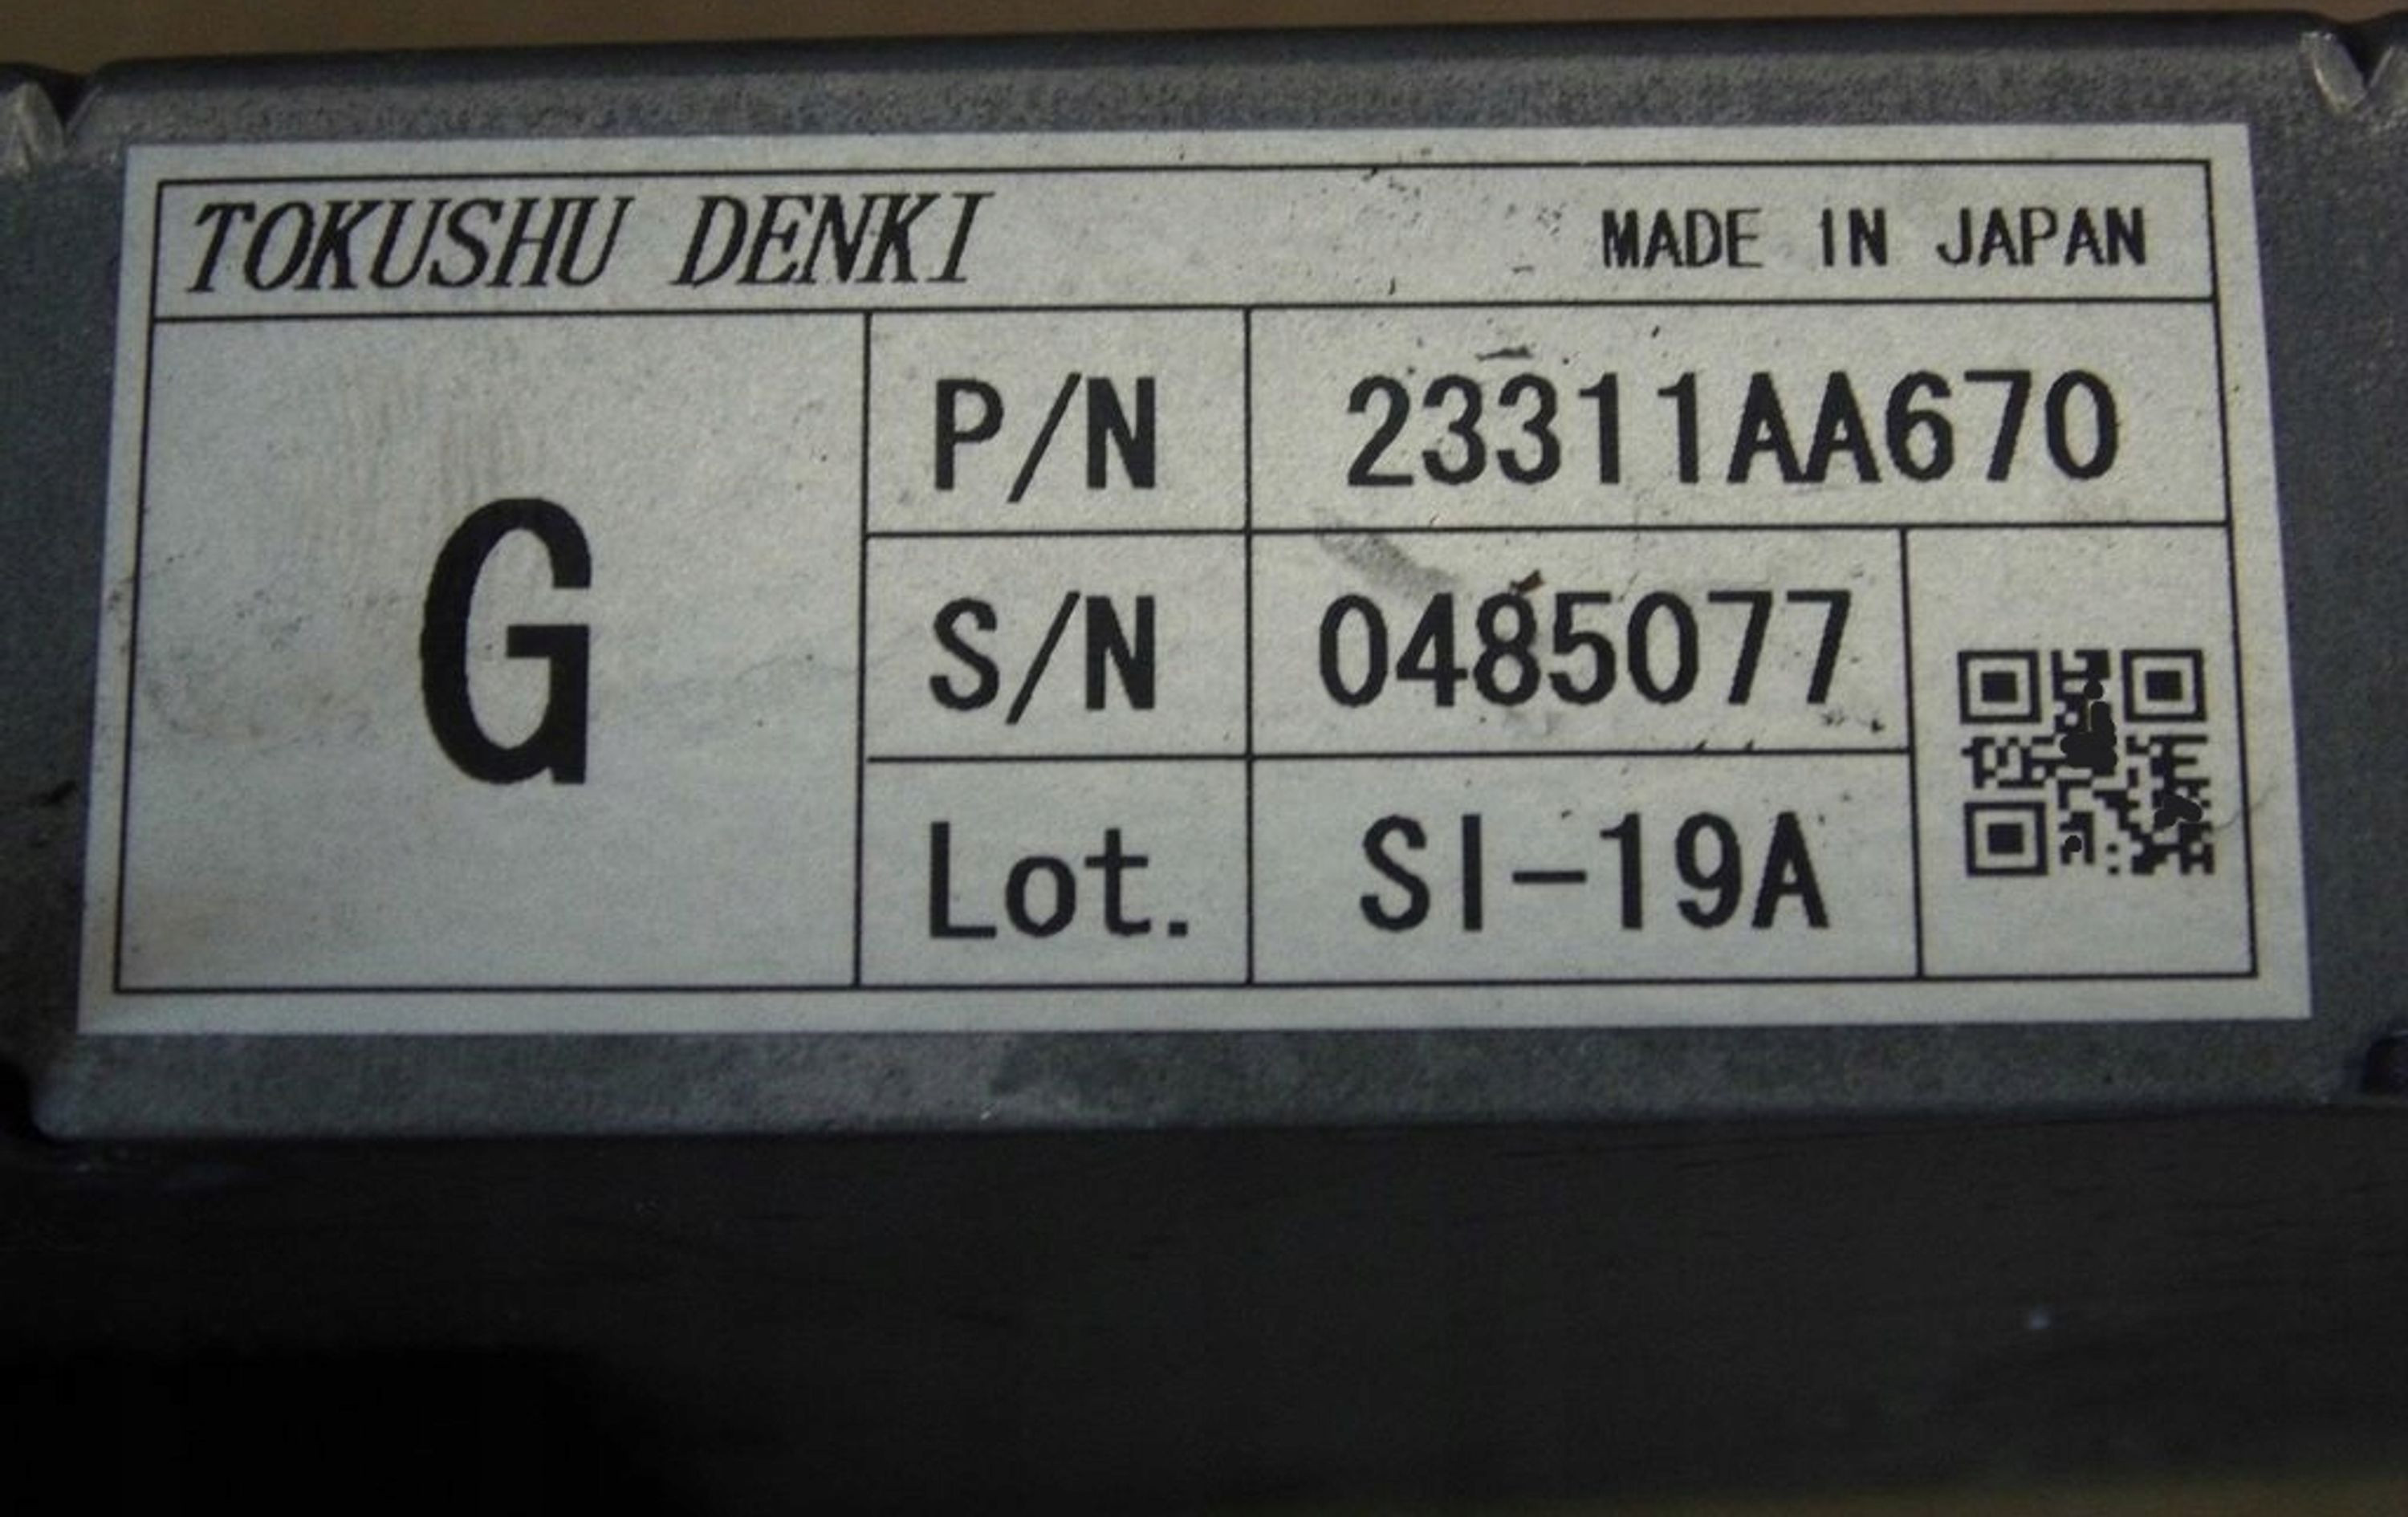 TOKUSHU DENKI MADE IN JAPAN
G
P/N 23311AA670
S/N 0485077
Lot. SI-19A